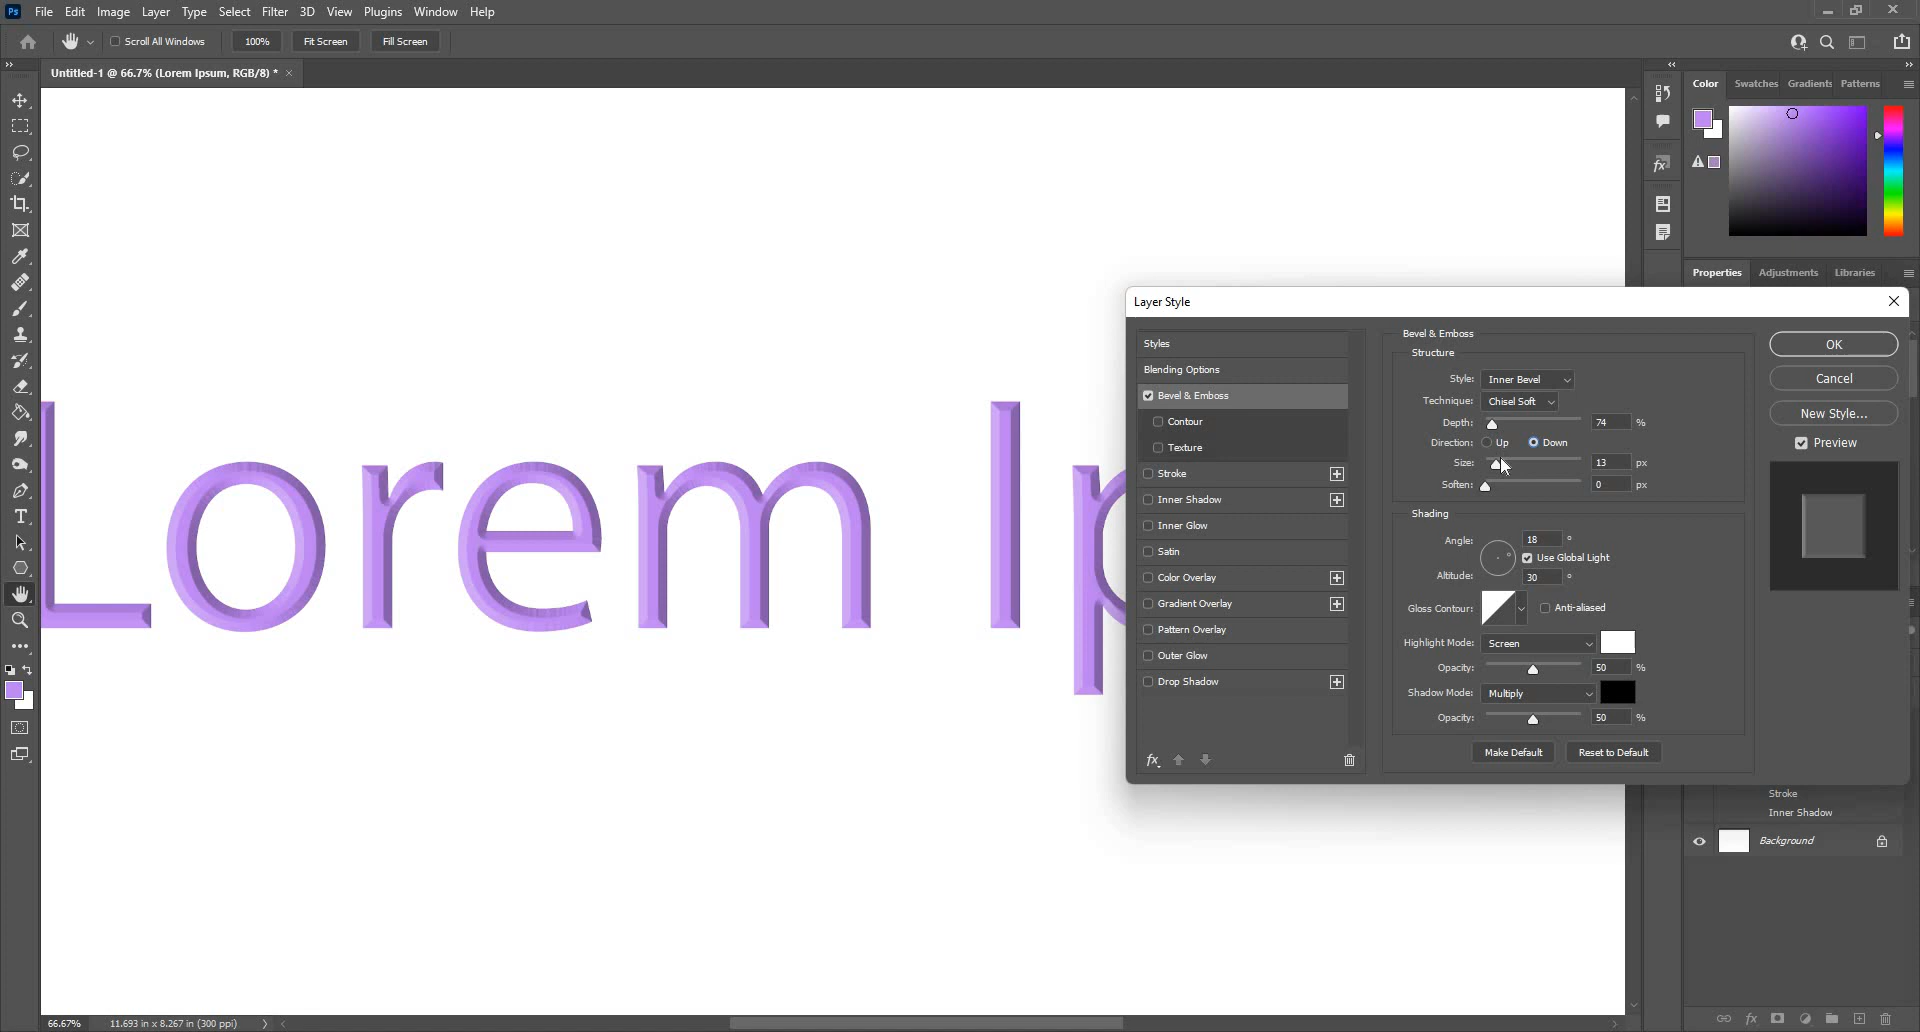 Ps File Edit Image Layer Type Select Filter 3D View Plugins Window Help
Scroll All Windows 100% Fit Screen Fill Screen
Untitled-1 @ 66.7% (Lorem Ipsum, RGB/8) *
Color Swatches Gradients Patterns
Properties Adjustments Libraries
Lorem Ip
Layer Style
Styles
Blending Options
Bevel & Emboss
Contour
Texture
Stroke
Inner Shadow
Inner Glow
Satin
Color Overlay
Gradient Overlay
Pattern Overlay
Outer Glow
Drop Shadow
fx
Bevel & Emboss
Structure
Style: Inner Bevel
Technique: Chisel Soft
Depth: 74 %
Direction: Up Down
Size: 13 px
Soften: 0 px
Shading
Angle: 18 °
Use Global Light
Altitude: 30 °
Gloss Contour: Anti-aliased
Highlight Mode: Screen
Opacity: 50 %
Shadow Mode: Multiply
Opacity: 50 %
Make Default Reset to Default
OK
Cancel
New Style...
Preview
Stroke
Inner Shadow
Background
66.67% 11.693 in x 8.267 in (300 ppi)
fx